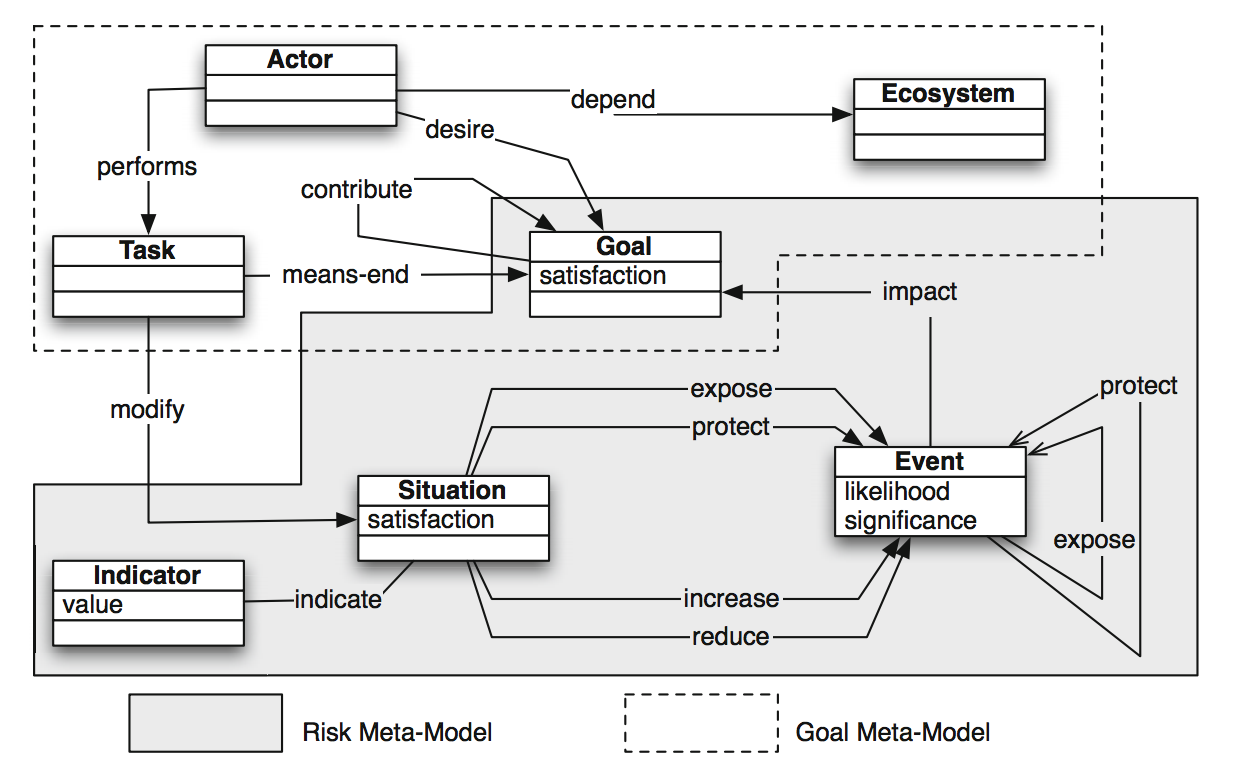 Actor
Ecosystem
depend
desire
performs
contribute
Task
Goal
means-end
satisfaction
impact
expose
protect
modify
protect
Event
Situation
likelihood
satisfaction
significance
expose
Indicator
indicate
increase
value
reduce
Risk Meta-Model
Goal Meta-Model